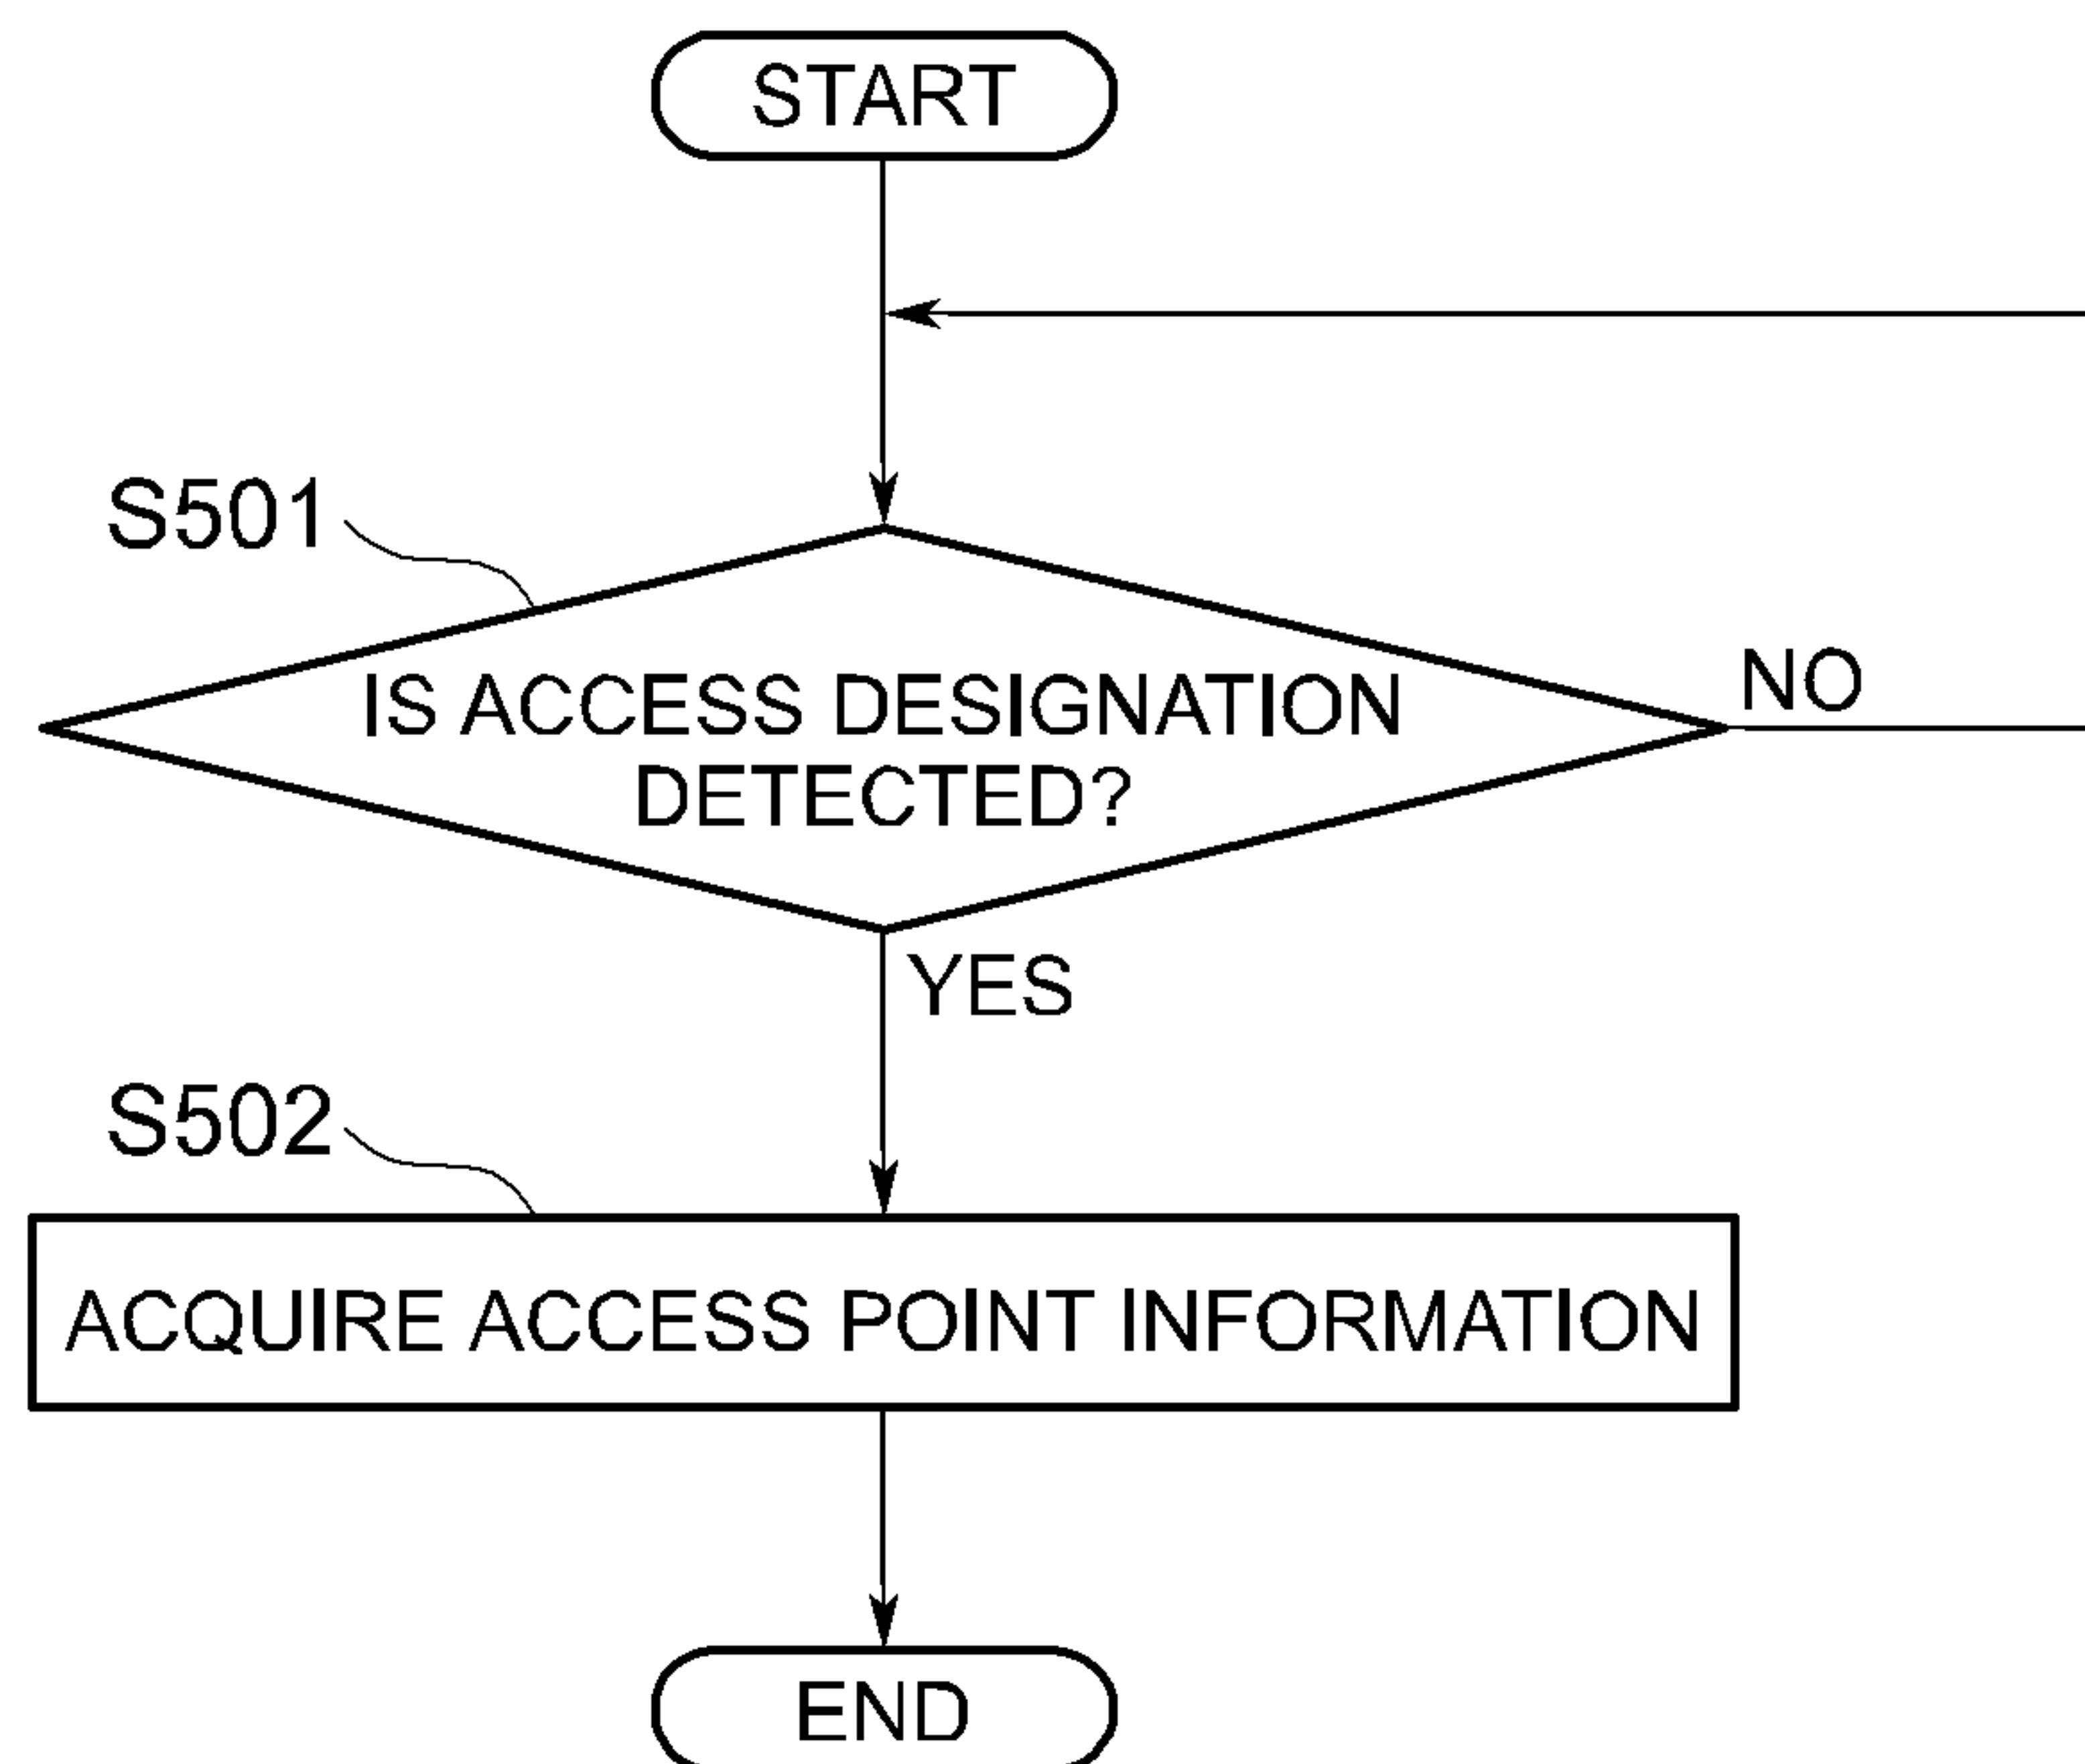 START
S501
IS ACCESS DESIGNATION
DETECTED?
NO
YES
S502
ACQUIRE ACCESS POINT INFORMATION
END